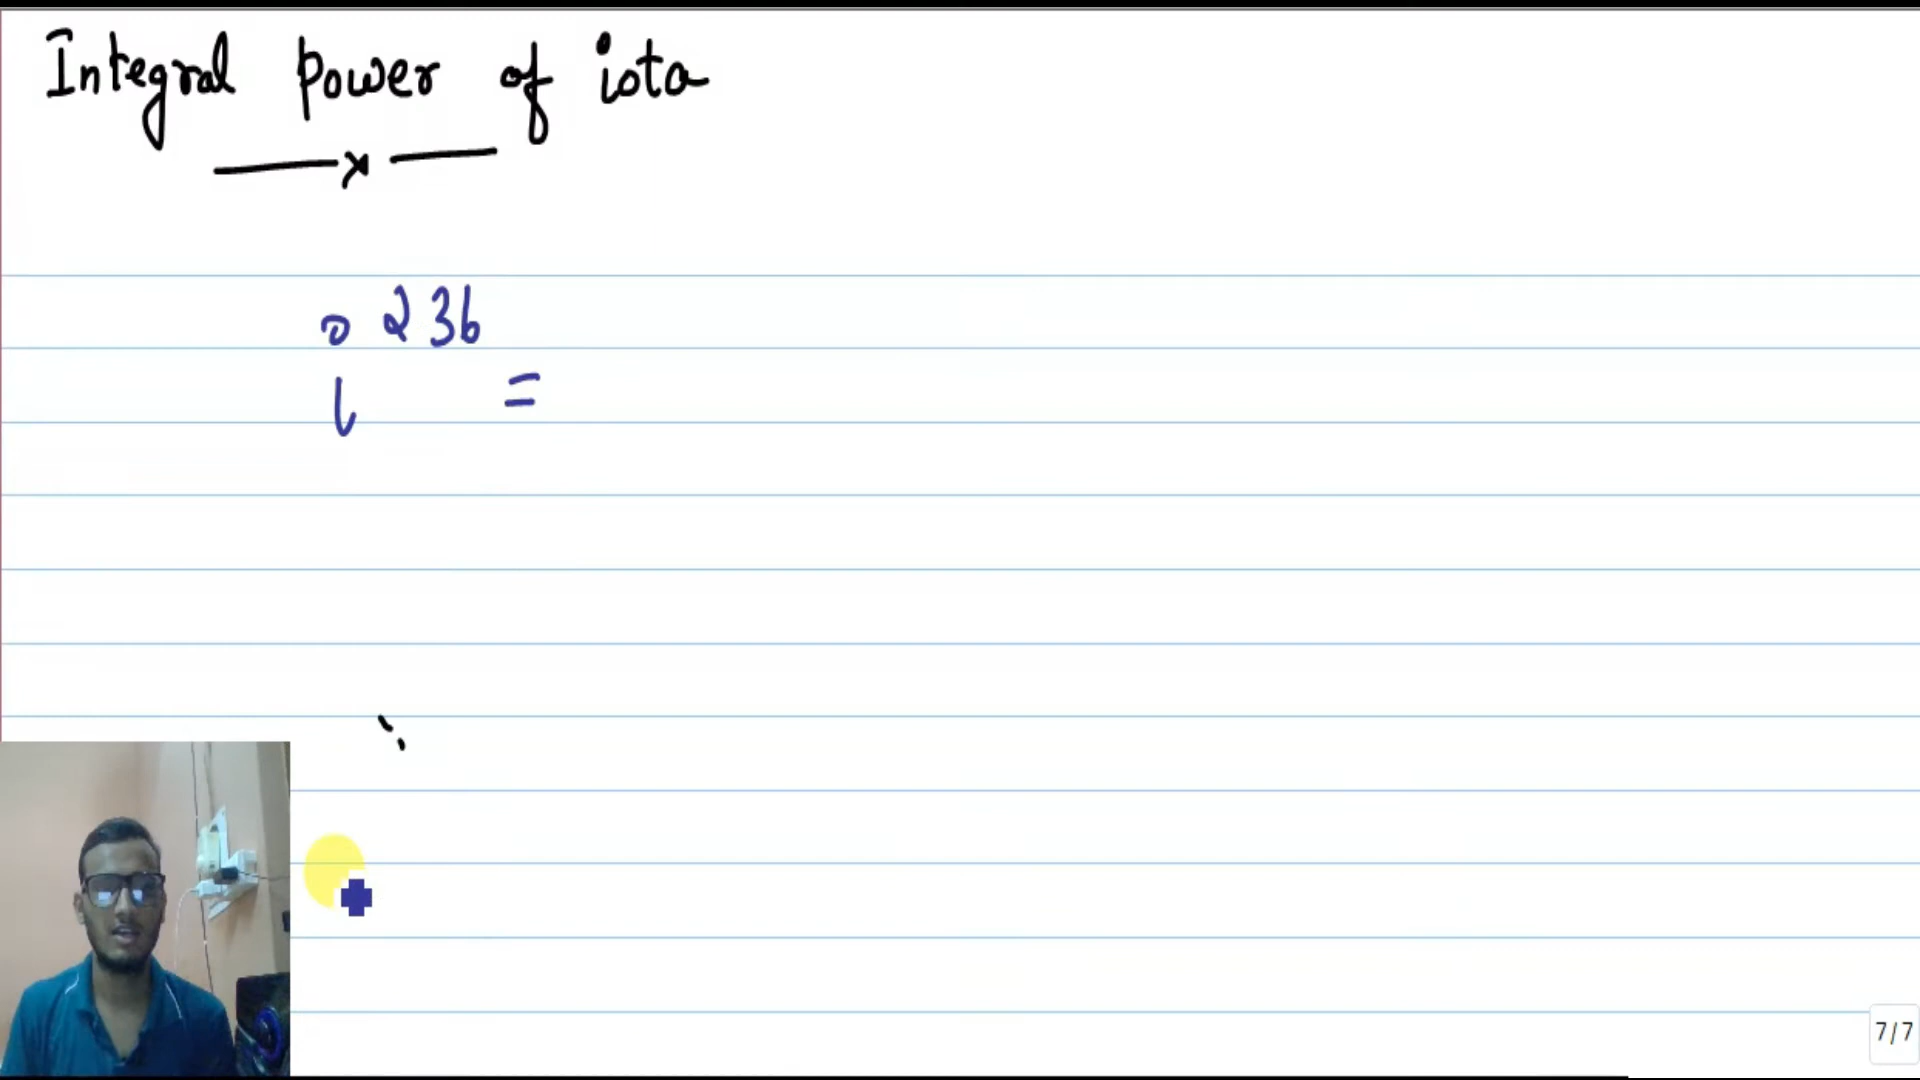 Integral power of iota
x
i 236 =
7/7